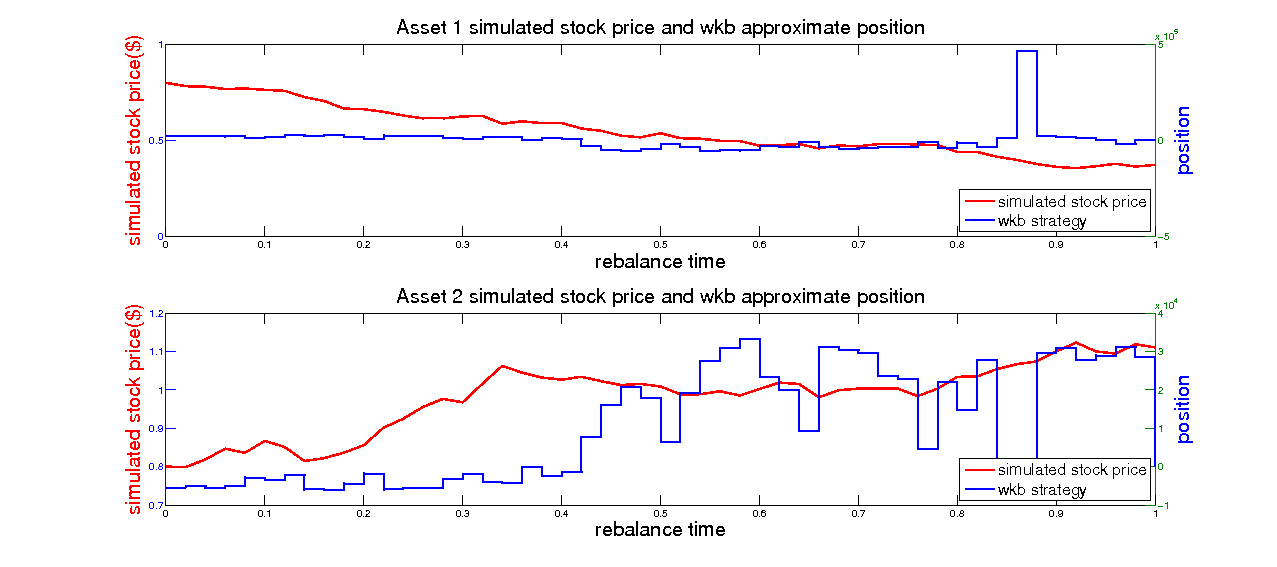 Asset 1 simulated stock price and wkb approximate position
simulated stock price($)
1
0.5
0
x 10^5
5
0
-5
position
simulated stock price
wkb strategy
0 0.1 0.2 0.3 0.4 0.5 0.6 0.7 0.8 0.9 1
rebalance time
Asset 2 simulated stock price and wkb approximate position
simulated stock price($)
1.2
1.1
1
0.9
0.8
0.7
x 10^4
4
3
2
1
0
-1
position
simulated stock price
wkb strategy
0 0.1 0.2 0.3 0.4 0.5 0.6 0.7 0.8 0.9 1
rebalance time